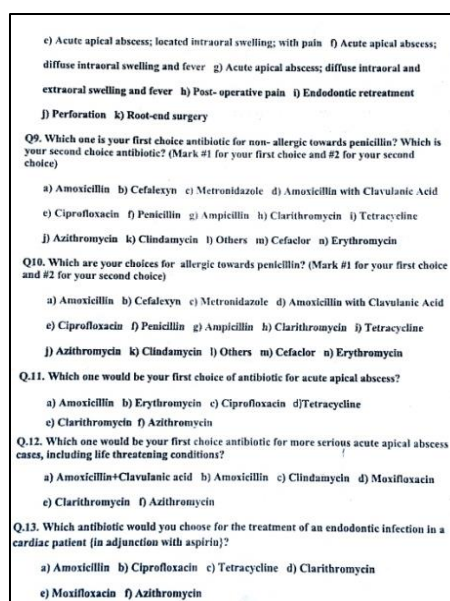 e) Acute apical abscess; located intraoral swelling; with pain   f) Acute apical abscess;
diffuse intraoral swelling and fever   g) Acute apical abscess; diffuse intraoral and
extraoral swelling and fever   h) Post- operative pain   i) Endodontic retreatment
j) Perforation   k) Root-end surgery
Q9. Which one is your first choice antibiotic for non- allergic towards penicillin? Which is
your second choice antibiotic? (Mark #1 for your first choice and #2 for your second
choice)
a) Amoxicillin   b) Cefalexyn   c) Metronidazole   d) Amoxicillin with Clavulanic Acid
e) Ciprofloxacin   f) Penicillin   g) Ampicillin   h) Clarithromycin   i) Tetracycline
j) Azithromycin   k) Clindamycin   l) Others   m) Cefaclor   n) Erythromycin
Q10. Which are your choices for  allergic towards penicillin? (Mark #1 for your first choice
and #2 for your second choice)
a) Amoxicillin   b) Cefalexyn   c) Metronidazole   d) Amoxicillin with Clavulanic Acid
e) Ciprofloxacin   f) Penicillin   g) Ampicillin   h) Clarithromycin   i) Tetracycline
j) Azithromycin   k) Clindamycin   l) Others   m) Cefaclor   n) Erythromycin
Q.11. Which one would be your first choice of antibiotic for acute apical abscess?
a) Amoxicillin   b) Erythromycin   c) Ciprofloxacin   d)Tetracycline
e) Clarithromycin   f) Azithromycin
Q.12. Which one would be your first choice antibiotic for more serious acute apical abscess
cases, including life threatening conditions?
a) Amoxicillin+Clavulanic acid   b) Amoxicillin   c) Clindamycin   d) Moxifloxacin
e) Clarithromycin   f) Azithromycin
Q.13. Which antibiotic would you choose for the treatment of an endodontic infection in a
cardiac patient (in adjunction with aspirin)?
a) Amoxicillin   b) Ciprofloxacin   c) Tetracycline   d) Clarithromycin
e) Moxifloxacin   f) Azithromycin